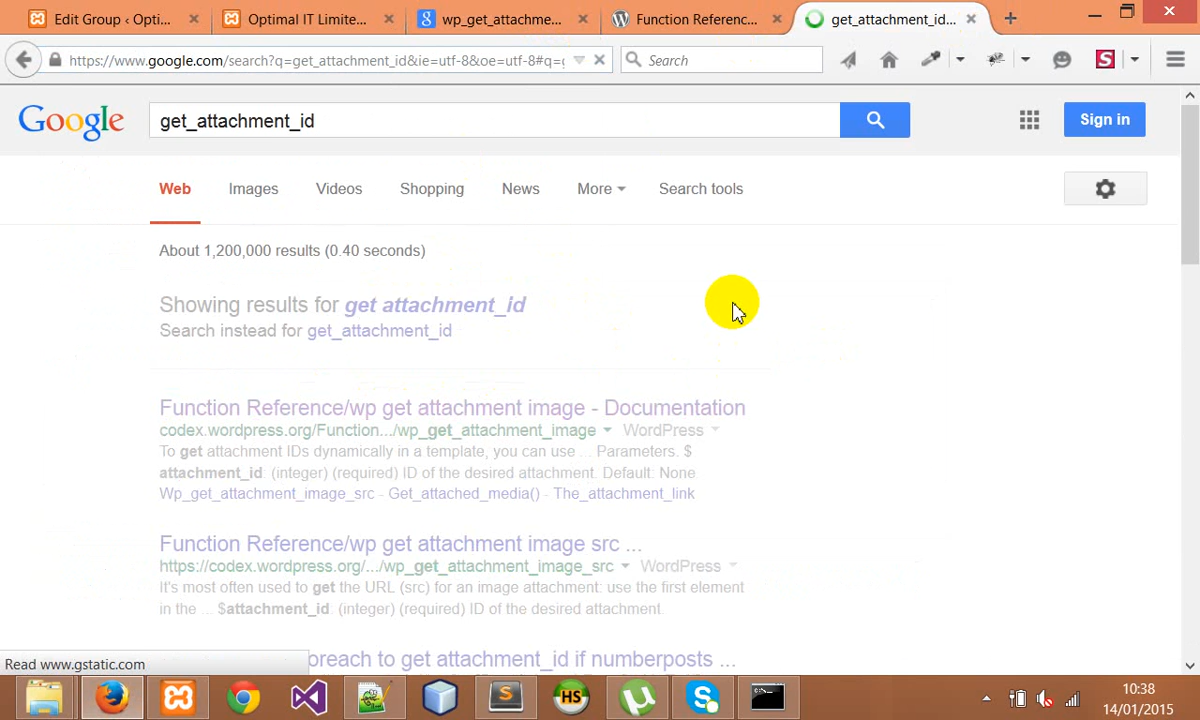 Edit Group ‹ Opti...
Optimal IT Limite...
wp_get_attachme...
Function Referenc...
get_attachment_id...
https://www.google.com/search?q=get_attachment_id&ie=utf-8&oe=utf-8#q=g
Search
Google
get_attachment_id
Sign in
Web
Images
Videos
Shopping
News
More
Search tools
About 1,200,000 results (0.40 seconds)
Showing results for get attachment_id
Search instead for get_attachment_id
Function Reference/wp get attachment image - Documentation
codex.wordpress.org/Function.../wp_get_attachment_image WordPress
To get attachment IDs dynamically in a template, you can use ... Parameters. $
attachment_id: (integer) (required) ID of the desired attachment. Default: None.
Wp_get_attachment_image_src - Get_attached_media() - The_attachment_link
Function Reference/wp get attachment image src ...
https://codex.wordpress.org/.../wp_get_attachment_image_src WordPress
It's most often used to get the URL (src) for an image attachment: use the first element
in the ... $attachment_id: (integer) (required) ID of the desired attachment.
to get attachment_id if numberposts ...
Read www.gstatic.com
HS
10:38
14/01/2015